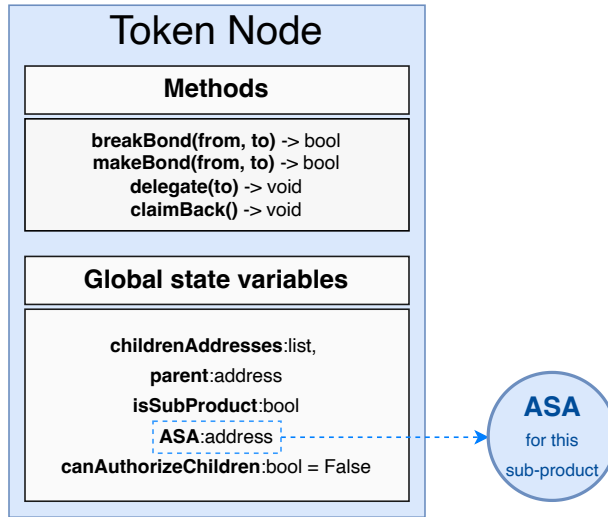 Token Node
Methods
breakBond(from, to) -> bool
makeBond(from, to) -> bool
delegate(to) -> void
claimBack() -> void
Global state variables
childrenAddresses:list,
parent:address
isSubProduct:bool
ASA:address
canAuthorizeChildren:bool = False
ASA
for this
sub-product